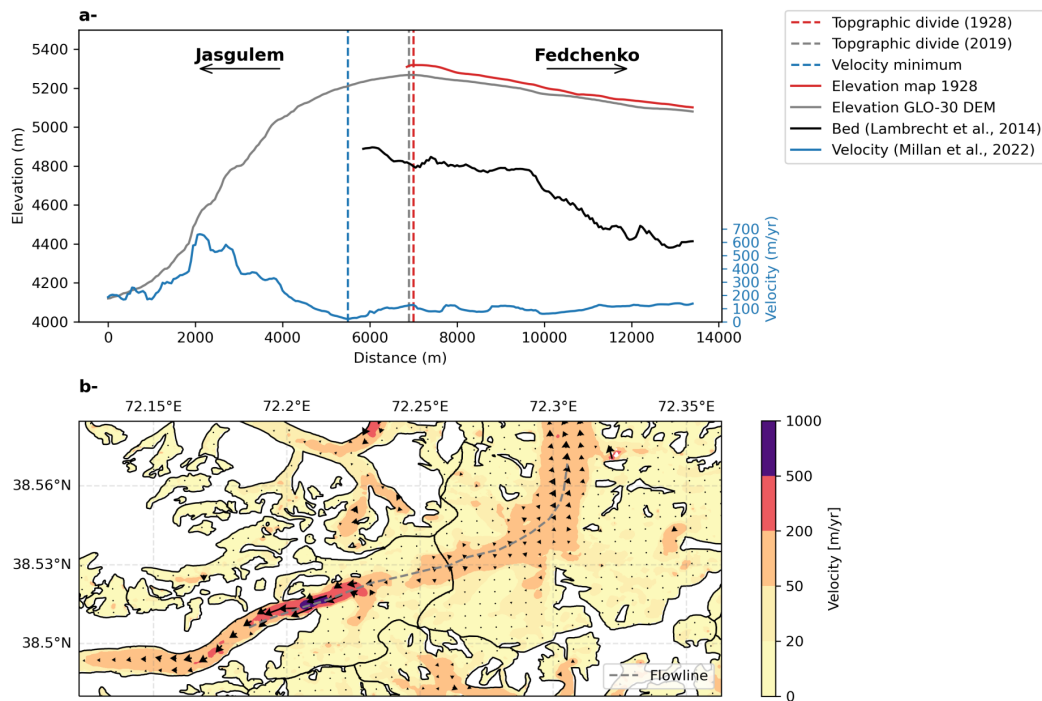 a-
Topgraphic divide (1928)
Topgraphic divide (2019)
Velocity minimum
Elevation map 1928
Elevation GLO-30 DEM
Bed (Lambrecht et al., 2014)
Velocity (Millan et al., 2022)
Jasgulem
Fedchenko
5400
5200
5000
4800
4600
4400
4200
4000
Elevation (m)
700
600
500
400
300
200
100
0
Velocity (m/yr)
0
2000
4000
6000
8000
10000
12000
14000
Distance (m)
b-
72.15°E
72.2°E
72.25°E
72.3°E
72.35°E
38.56°N
38.53°N
38.5°N
Flowline
1000
500
200
50
20
0
Velocity [m/yr]